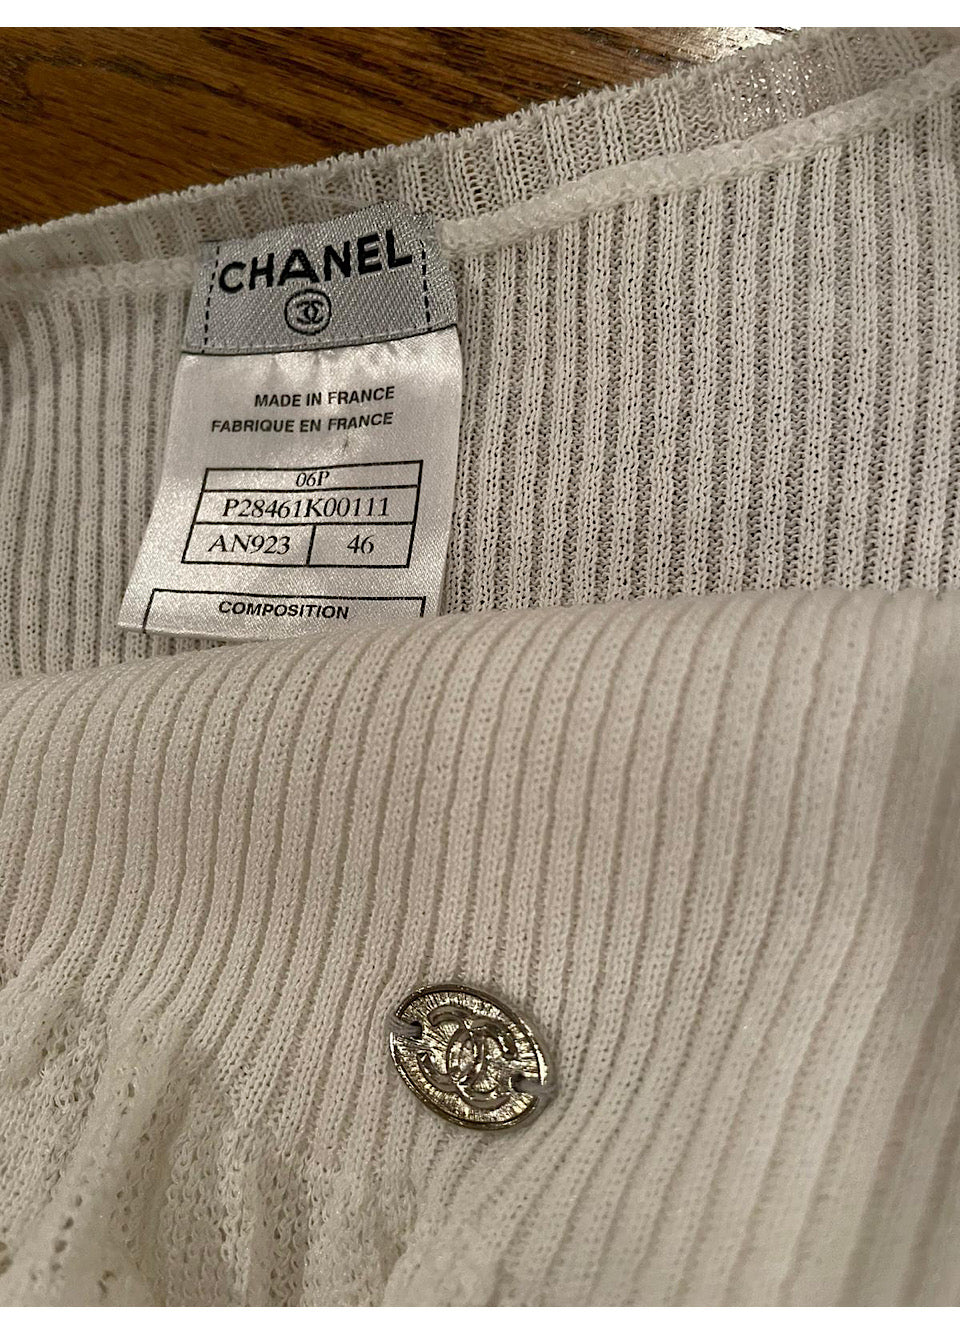 CHANEL
MADE IN FRANCE
FABRIQUE EN FRANCE
06P
P28461K00111
AN923 46
COMPOSITION